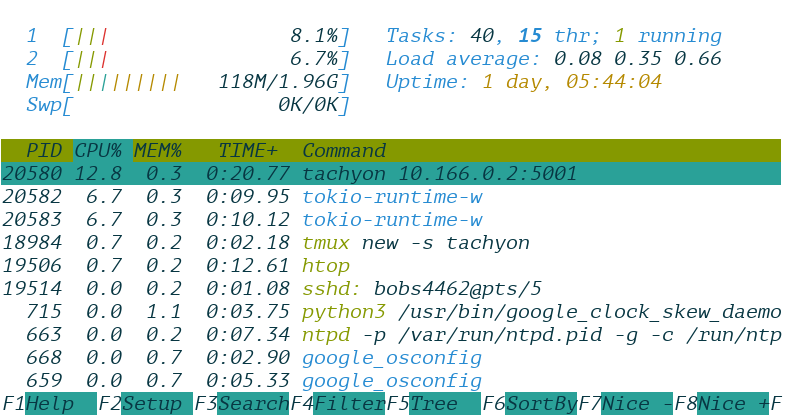 1 [||| 8.1%] Tasks: 40, 15 thr; 1 running
2 [||| 6.7%] Load average: 0.08 0.35 0.66
Mem[||||||||| 118M/1.96G] Uptime: 1 day, 05:44:04
Swp[ 0K/0K]
PID CPU% MEM% TIME+ Command
20580 12.8 0.3 0:20.77 tachyon 10.166.0.2:5001
20582 6.7 0.3 0:09.95 tokio-runtime-w
20583 6.7 0.3 0:10.12 tokio-runtime-w
18984 0.7 0.2 0:02.18 tmux new -s tachyon
19506 0.7 0.2 0:12.61 htop
19514 0.0 0.2 0:01.08 sshd: bobs4462@pts/5
715 0.0 1.1 0:03.75 python3 /usr/bin/google_clock_skew_daemo
663 0.0 0.2 0:07.34 ntpd -p /var/run/ntpd.pid -g -c /run/ntp
668 0.0 0.7 0:02.90 google_osconfig
659 0.0 0.7 0:05.33 google_osconfig
F1Help F2Setup F3SearchF4FilterF5Tree F6SortByF7Nice -F8Nice +F